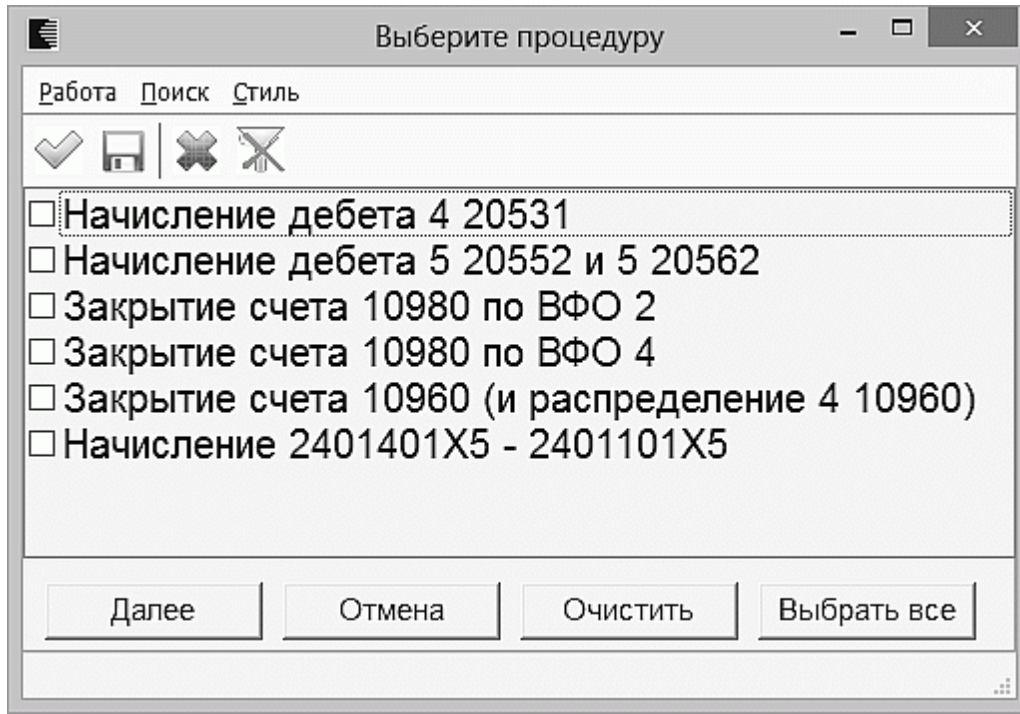 Выберите процедуру
Работа Поиск Стиль
Начисление дебета 4 20531
Начисление дебета 5 20552 и 5 20562
Закрытие счета 10980 по ВФО 2
Закрытие счета 10980 по ВФО 4
Закрытие счета 10960 (и распределение 4 10960)
Начисление 2401401X5 - 2401101X5
Далее Отмена Очистить Выбрать все